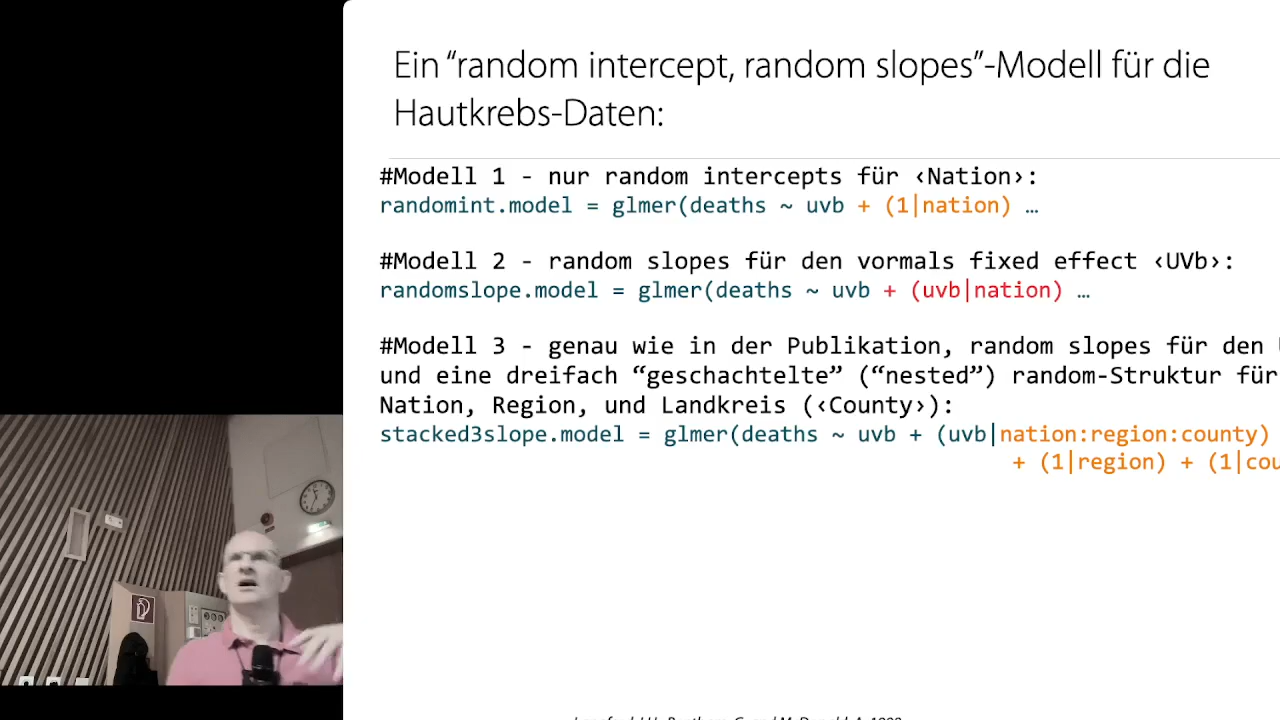 Ein “random intercept, random slopes”-Modell für die
Hautkrebs-Daten:
#Modell 1 - nur random intercepts für ‹Nation›:
randomint.model = glmer(deaths ~ uvb + (1|nation) …
#Modell 2 - random slopes für den vormals fixed effect ‹UVb›:
randomslope.model = glmer(deaths ~ uvb + (uvb|nation) …
#Modell 3 - genau wie in der Publikation, random slopes für den
und eine dreifach “geschachtelte” (“nested”) random-Struktur für
Nation, Region, und Landkreis (‹County›):
stacked3slope.model = glmer(deaths ~ uvb + (uvb|nation:region:county)
+ (1|region) + (1|cou